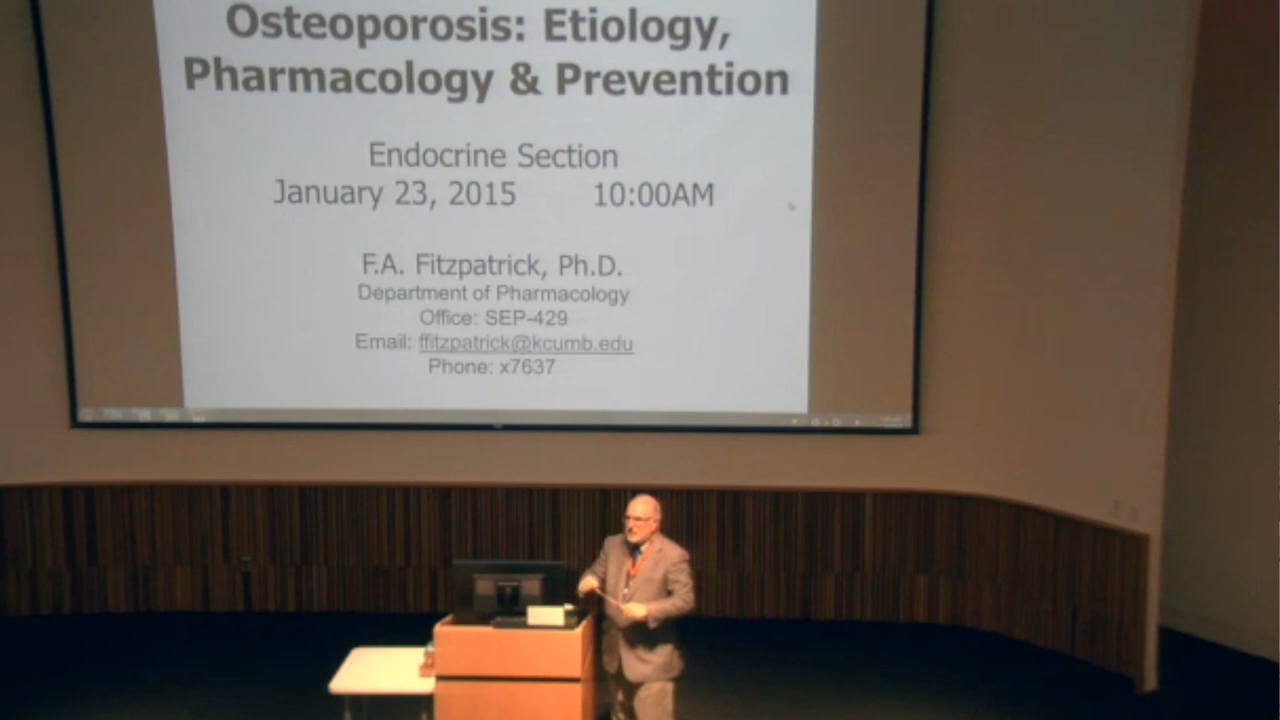 Osteoporosis: Etiology,
Pharmacology & Prevention
Endocrine Section
January 23, 2015 10:00AM
F.A. Fitzpatrick, Ph.D.
Department of Pharmacology
Office: SEP-429
Email: ffitzpatrick@kcumb.edu
Phone: x7637